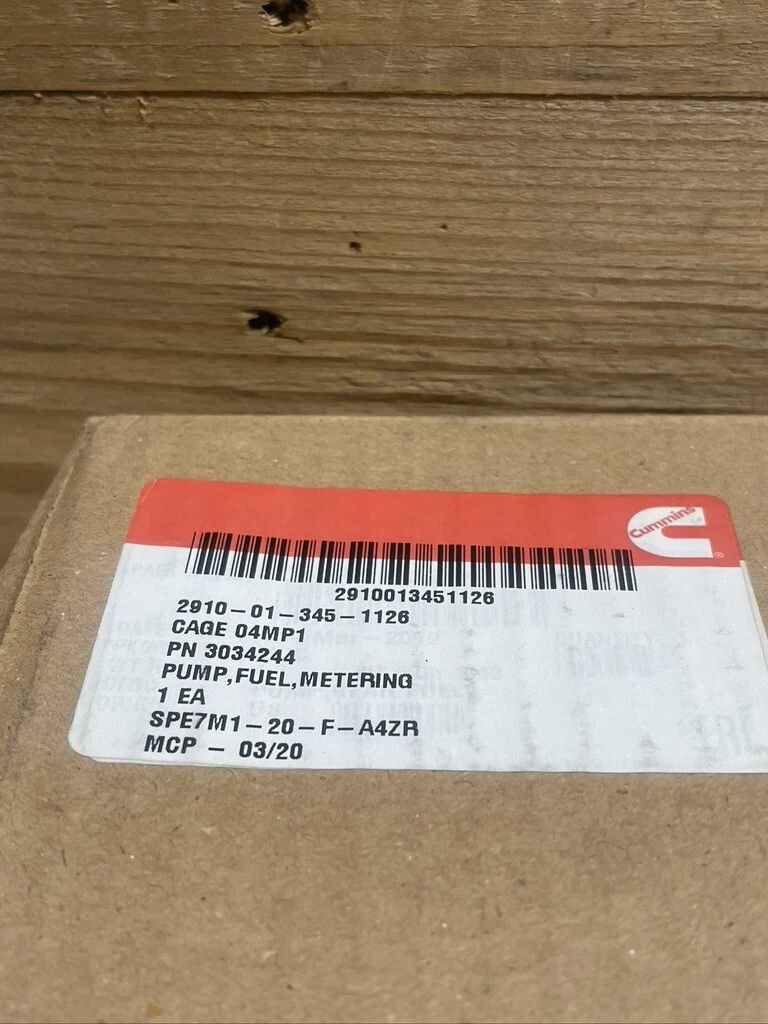 Cummins
2910013451126
2910-01-345-1126
CAGE 04MP1
PN 3034244
PUMP,FUEL,METERING
1 EA
SPE7M1-20-F-A4ZR
MCP - 03/20
QUANTITY